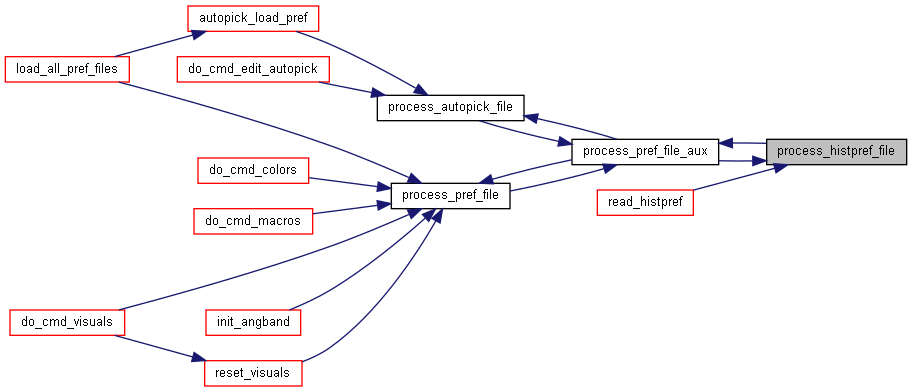 autopick_load_pref
load_all_pref_files
do_cmd_edit_autopick
process_autopick_file
process_pref_file_aux
process_histpref_file
do_cmd_colors
process_pref_file
read_histpref
do_cmd_macros
do_cmd_visuals
init_angband
reset_visuals